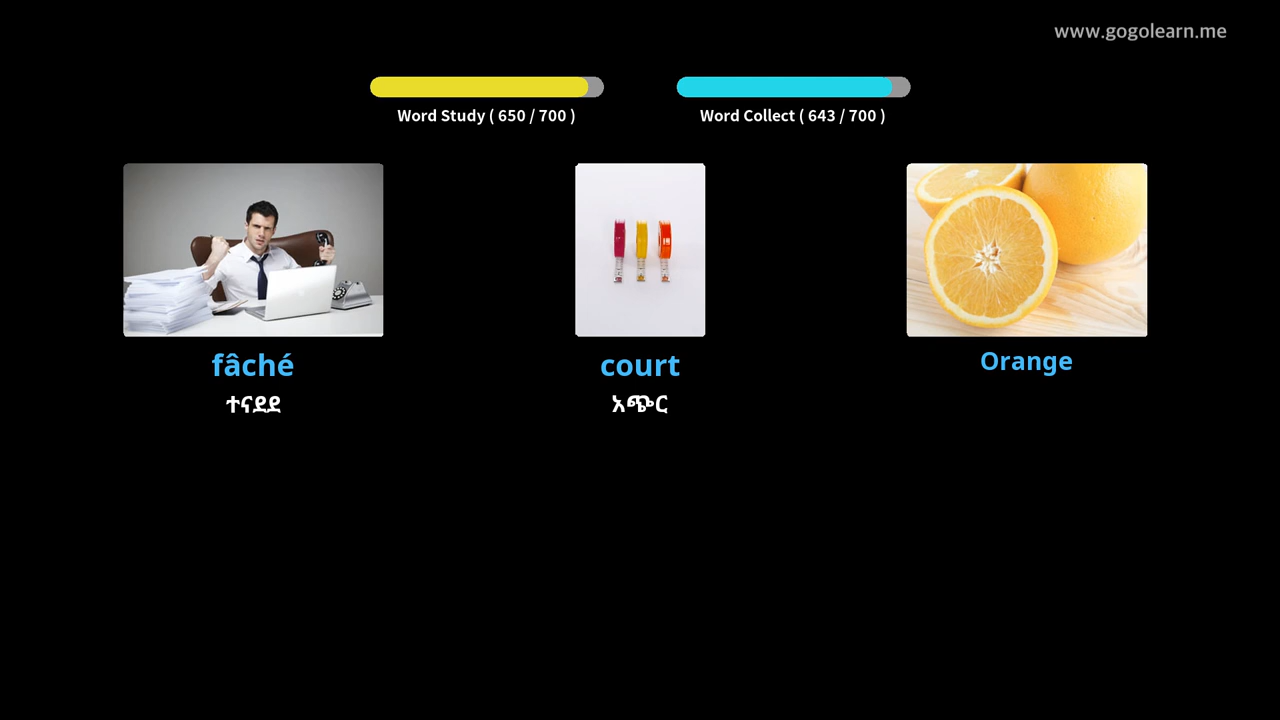 www.gogolearn.me
Word Study ( 650 / 700 )
Word Collect ( 643 / 700 )
fâché
ተናደደ
court
አጭር
Orange